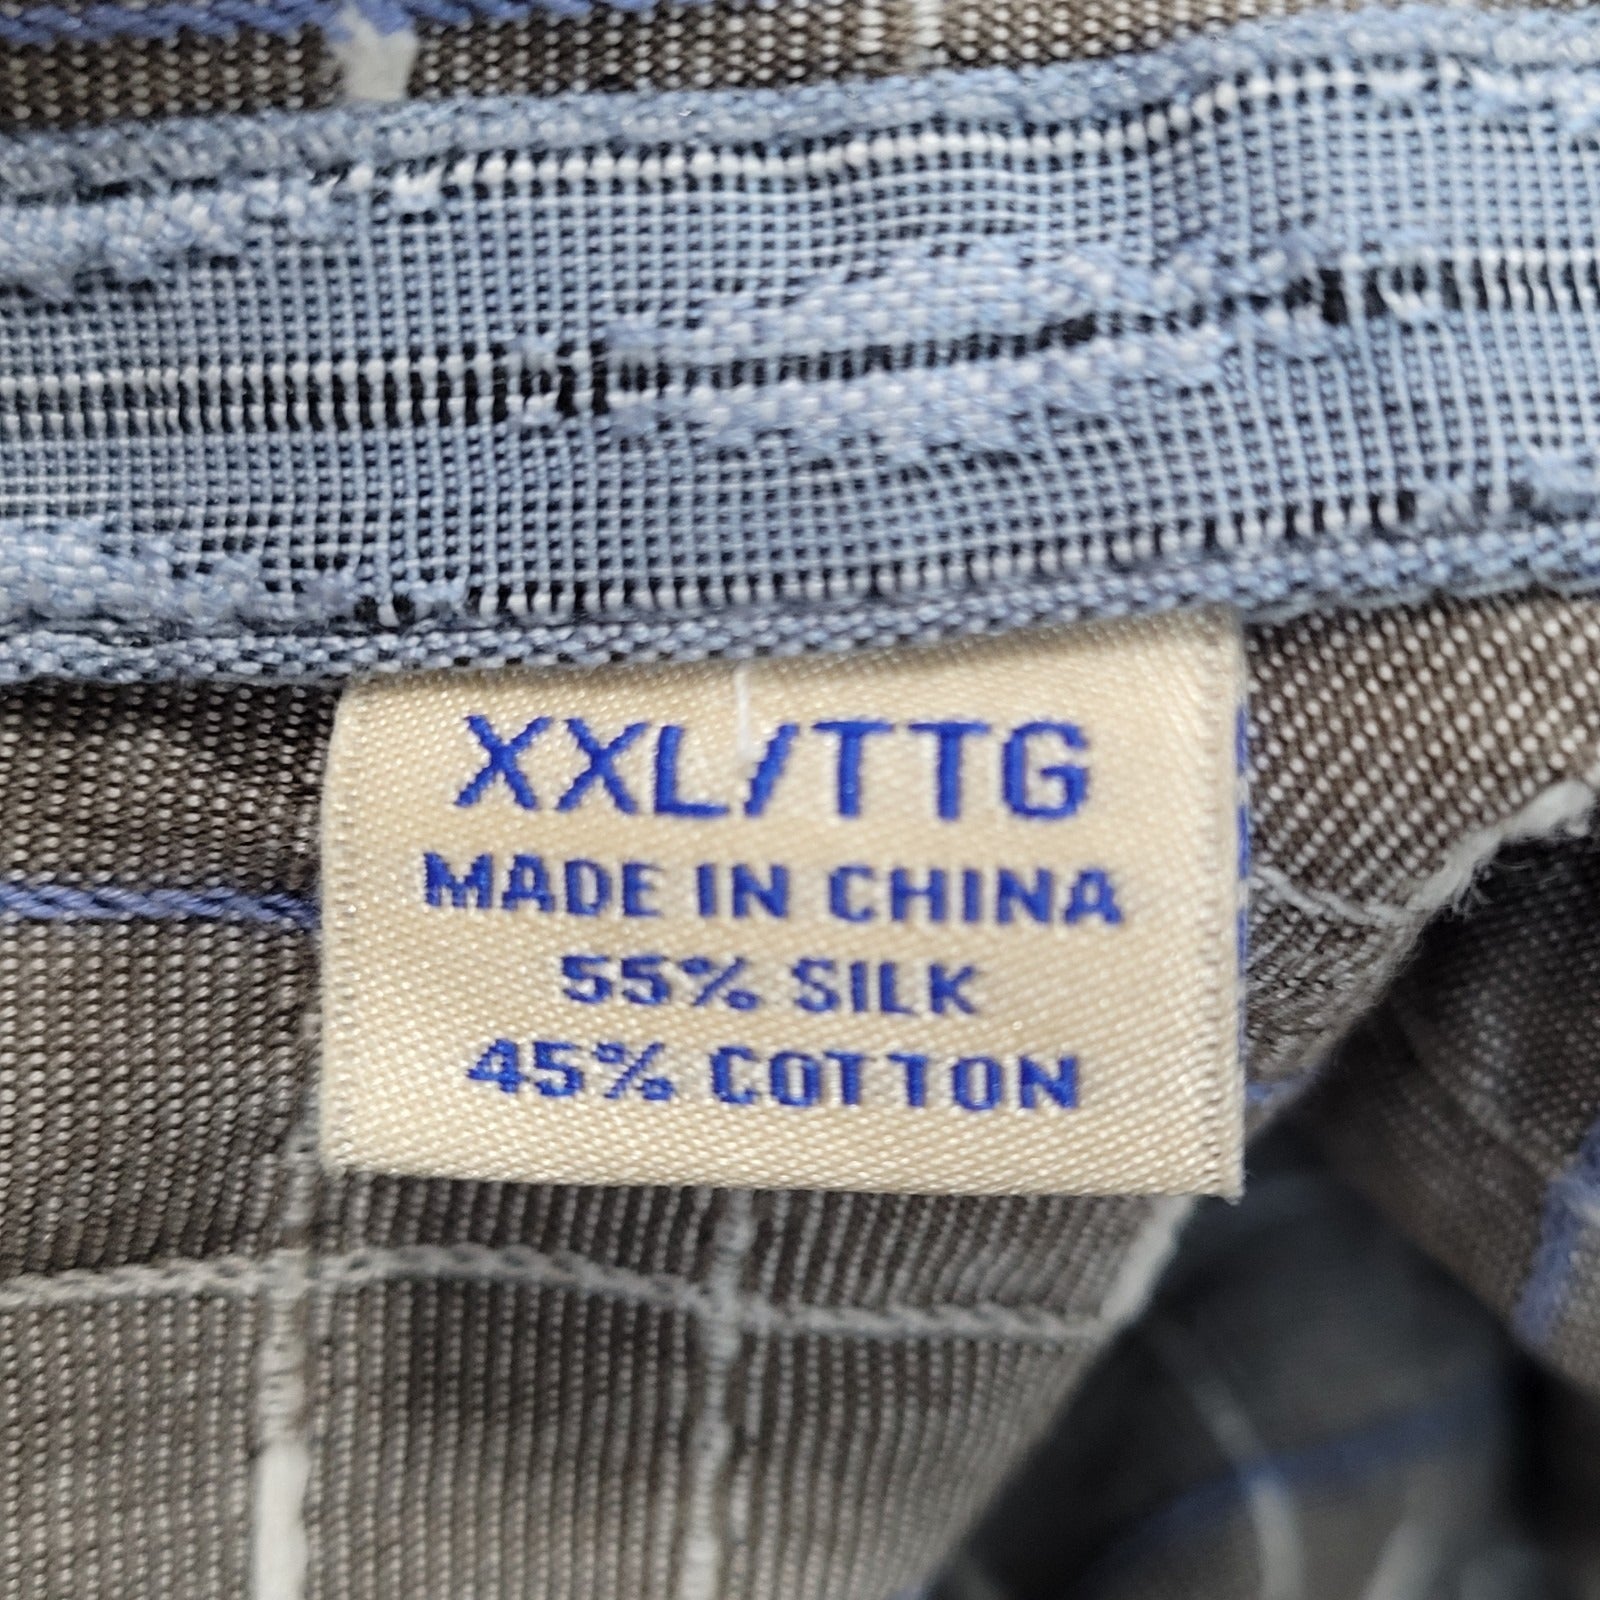 XXL/TTG
MADE IN CHINA
55% SILK
45% COTTON